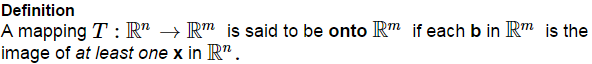 Definition
A mapping T : ℝⁿ → ℝᵐ is said to be onto ℝᵐ if each b in ℝᵐ is the
image of at least one x in ℝⁿ.